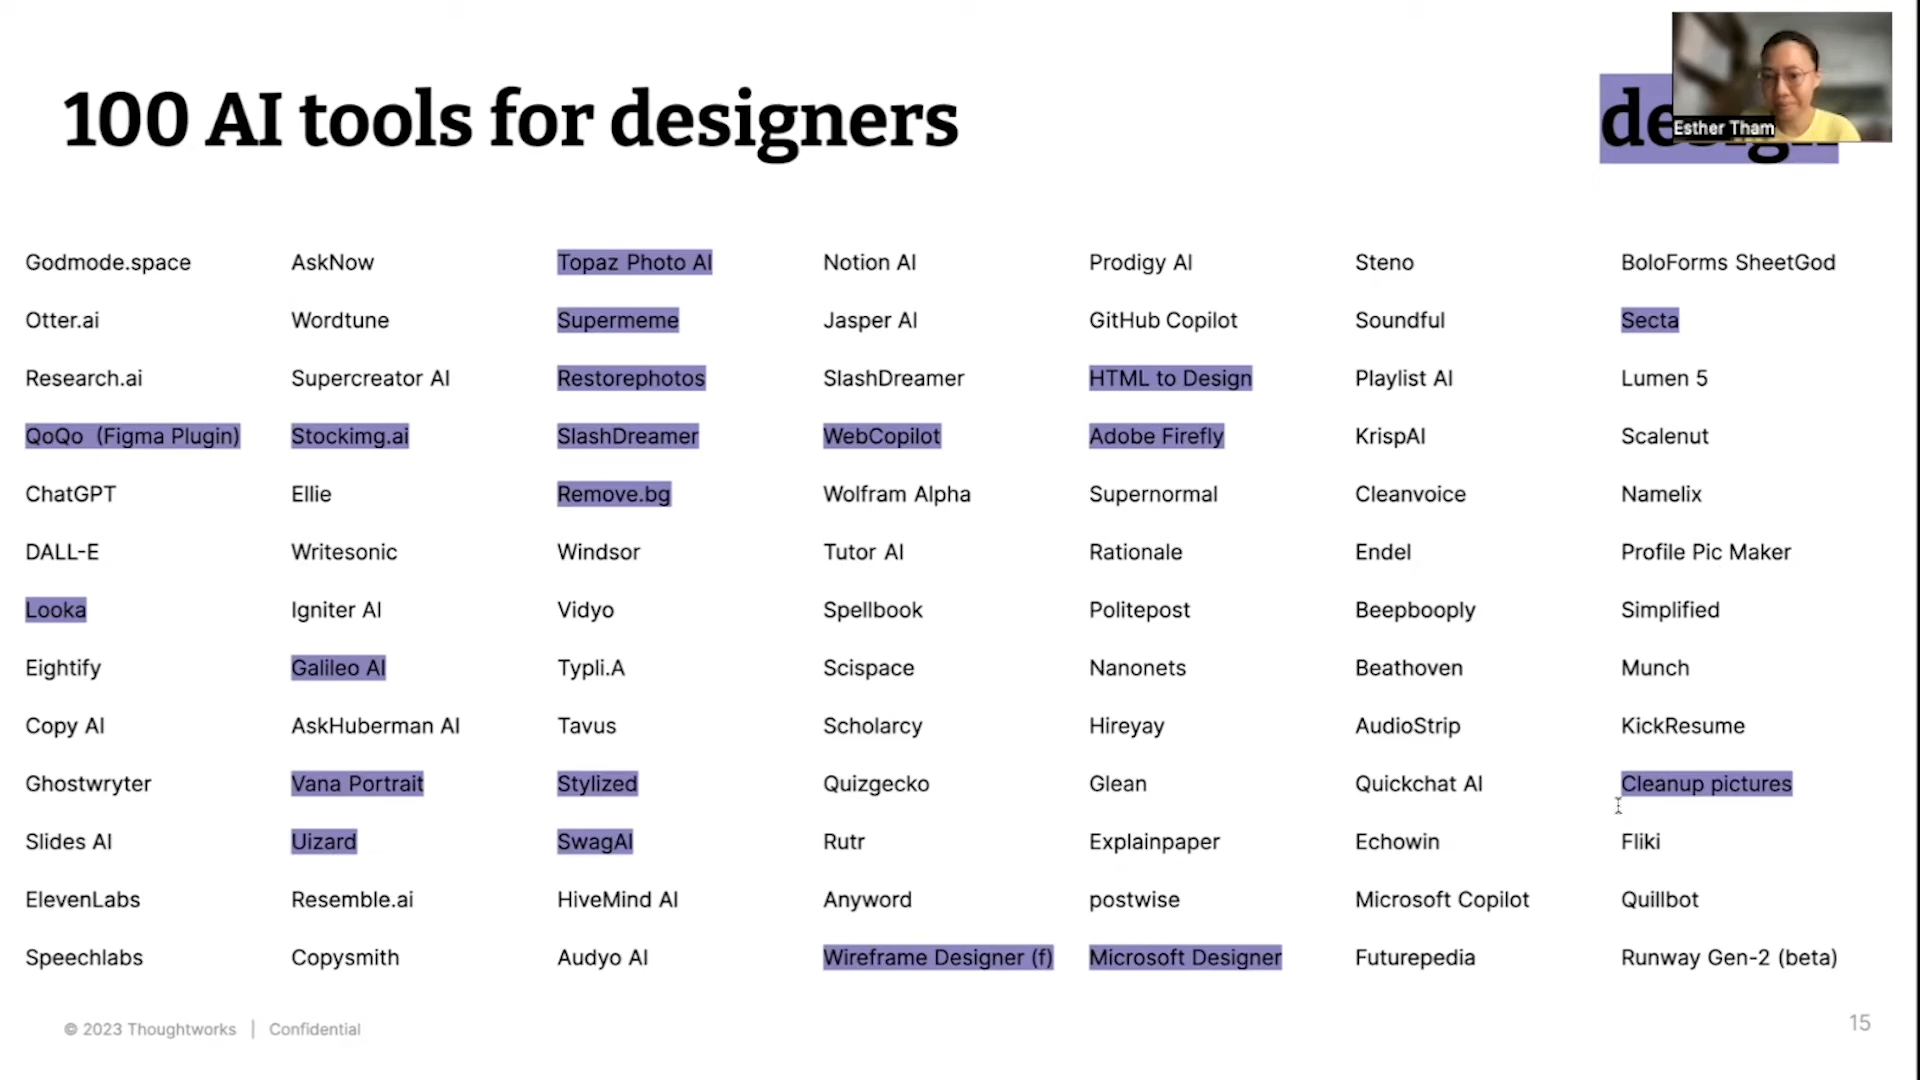 100 AI tools for designers
Esther Tham
Godmode.space AskNow Topaz Photo AI Notion AI Prodigy AI Steno BoloForms SheetGod
Otter.ai Wordtune Supermeme Jasper AI GitHub Copilot Soundful Secta
Research.ai Supercreator AI Restorephotos SlashDreamer HTML to Design Playlist AI Lumen 5
QoQo (Figma Plugin) Stockimg.ai SlashDreamer WebCopilot Adobe Firefly KrispAI Scalenut
ChatGPT Ellie Remove.bg Wolfram Alpha Supernormal Cleanvoice Namelix
DALL-E Writesonic Windsor Tutor AI Rationale Endel Profile Pic Maker
Looka Igniter AI Vidyo Spellbook Politepost Beepbooply Simplified
Eightify Galileo AI Typli.A Scispace Nanonets Beathoven Munch
Copy AI AskHuberman AI Tavus Scholarcy Hireyay AudioStrip KickResume
Ghostwryter Vana Portrait Stylized Quizgecko Glean Quickchat AI Cleanup pictures
Slides AI Uizard SwagAI Rutr Explainpaper Echowin Fliki
ElevenLabs Resemble.ai HiveMind AI Anyword postwise Microsoft Copilot Quillbot
Speechlabs Copysmith Audyo AI Wireframe Designer (f) Microsoft Designer Futurepedia Runway Gen-2 (beta)
© 2023 Thoughtworks | Confidential
15